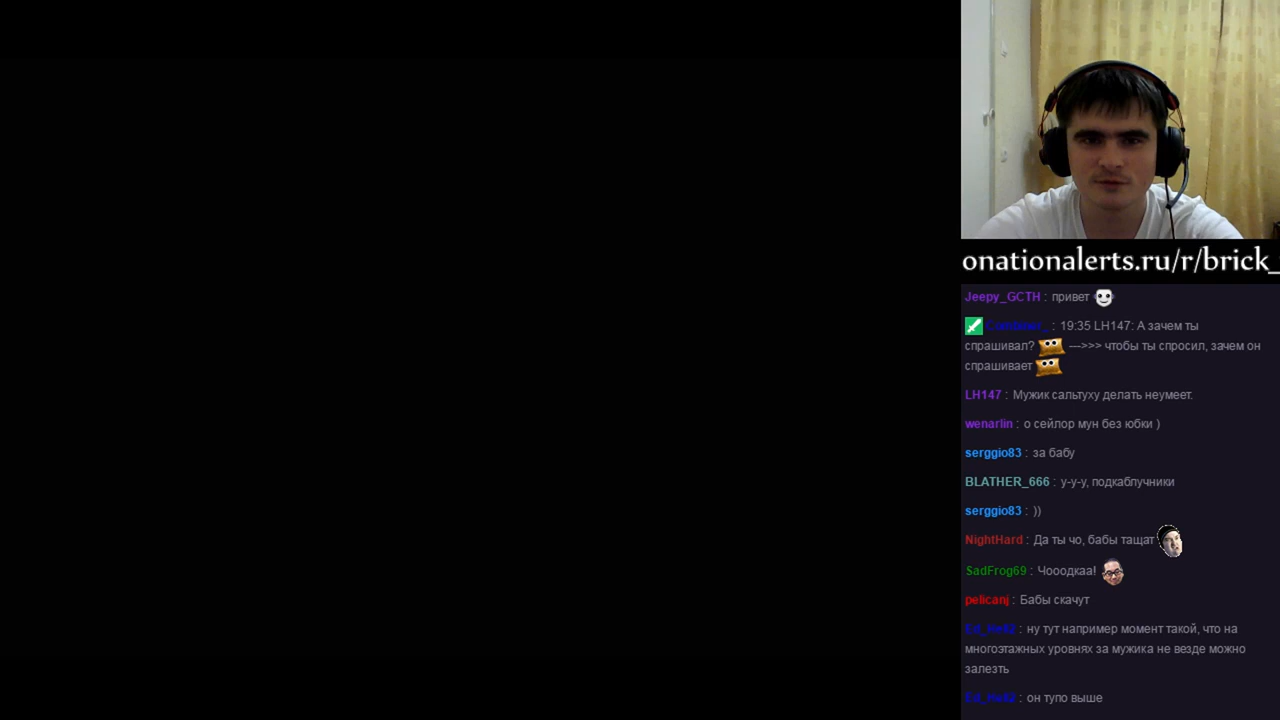 onationalerts.ru/r/brick_
Jeepy_GCTH : привет
: 19:35 LH147: А зачем ты
спрашивал? --->>> чтобы ты спросил, зачем он
спрашивает
LH147 : Мужик сальтуху делать неумеет.
wenarlin : о сейлор мун без юбки )
serggio83 : за бабу
BLATHER_666 : у-у-у, подкаблучники
serggio83 : ))
NightHard : Да ты чо, бабы тащат
SadFrog69 : Чооодкаа!
pelicanj : Бабы скачут
: ну тут например момент такой, что на
многоэтажных уровнях за мужика не везде можно
залезть
: он тупо выше